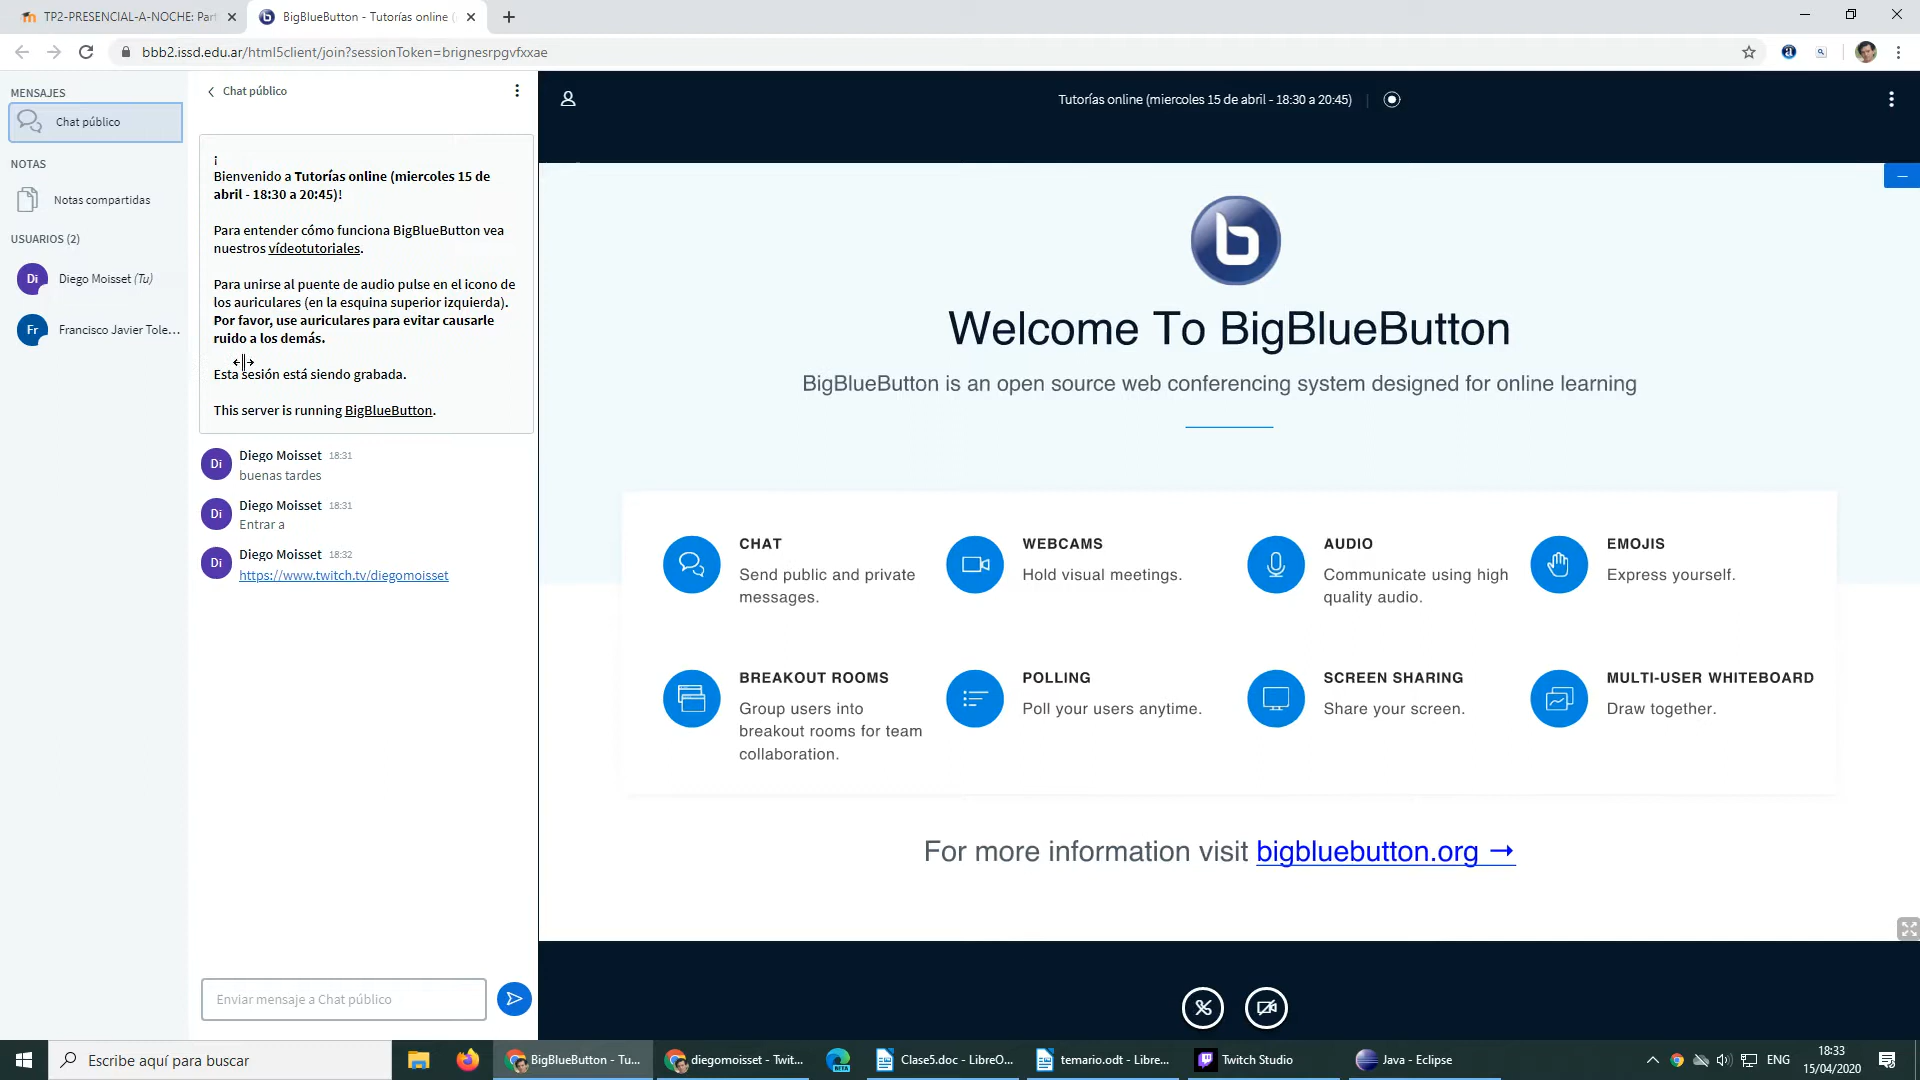 TP2-PRESENCIAL-A-NOCHE: Part
BigBlueButton - Tutorías online (
bbb2.issd.edu.ar/html5client/join?sessionToken=brignesrpgvfxxae
MENSAJES
Chat público
NOTAS
Notas compartidas
USUARIOS (2)
Di
Diego Moisset (Tu)
Fr
Francisco Javier Tole...
Chat público
¡
Bienvenido a Tutorías online (miercoles 15 de
abril - 18:30 a 20:45)!
Para entender cómo funciona BigBlueButton vea
nuestros vídeotutoriales.
Para unirse al puente de audio pulse en el icono de
los auriculares (en la esquina superior izquierda).
Por favor, use auriculares para evitar causarle
ruido a los demás.
Esta sesión está siendo grabada.
This server is running BigBlueButton.
Di
Diego Moisset 18:31
buenas tardes
Di
Diego Moisset 18:31
Entrar a
Di
Diego Moisset 18:32
https://www.twitch.tv/diegomoisset
Enviar mensaje a Chat público
Tutorías online (miercoles 15 de abril - 18:30 a 20:45)
Welcome To BigBlueButton
BigBlueButton is an open source web conferencing system designed for online learning
CHAT
Send public and private
messages.
WEBCAMS
Hold visual meetings.
AUDIO
Communicate using high
quality audio.
EMOJIS
Express yourself.
BREAKOUT ROOMS
Group users into
breakout rooms for team
collaboration.
POLLING
Poll your users anytime.
SCREEN SHARING
Share your screen.
MULTI-USER WHITEBOARD
Draw together.
For more information visit bigbluebutton.org →
Escribe aquí para buscar
BigBlueButton - Tu...
diegomoisset - Twit...
BETA
Clase5.doc - LibreO...
temario.odt - Libre...
Twitch Studio
Java - Eclipse
ENG
18:33
15/04/2020